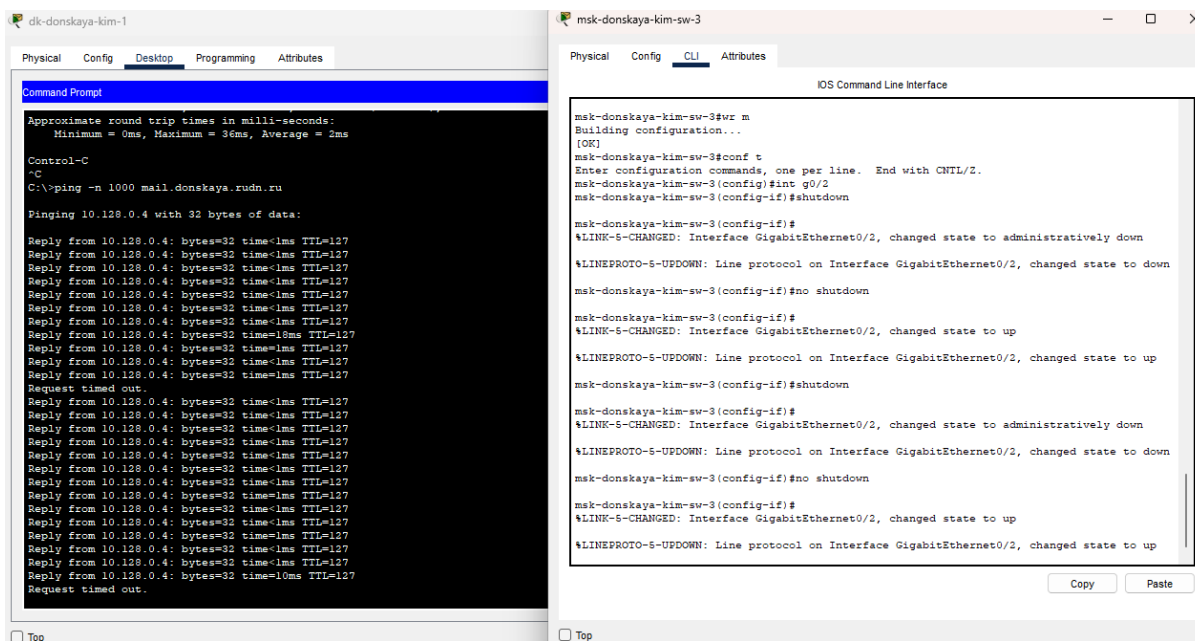 dk-donskaya-kim-1
Physical Config Desktop Programming Attributes
Command Prompt
Approximate round trip times in milli-seconds:
Minimum = 0ms, Maximum = 36ms, Average = 2ms
Control-C
^C
C:\>ping -n 1000 mail.donskaya.rudn.ru
Pinging 10.128.0.4 with 32 bytes of data:
Reply from 10.128.0.4: bytes=32 time<1ms TTL=127
Reply from 10.128.0.4: bytes=32 time<1ms TTL=127
Reply from 10.128.0.4: bytes=32 time<1ms TTL=127
Reply from 10.128.0.4: bytes=32 time<1ms TTL=127
Reply from 10.128.0.4: bytes=32 time<1ms TTL=127
Reply from 10.128.0.4: bytes=32 time<1ms TTL=127
Reply from 10.128.0.4: bytes=32 time<1ms TTL=127
Reply from 10.128.0.4: bytes=32 time=18ms TTL=127
Reply from 10.128.0.4: bytes=32 time=1ms TTL=127
Reply from 10.128.0.4: bytes=32 time<1ms TTL=127
Reply from 10.128.0.4: bytes=32 time<1ms TTL=127
Request timed out.
Reply from 10.128.0.4: bytes=32 time<1ms TTL=127
Reply from 10.128.0.4: bytes=32 time<1ms TTL=127
Reply from 10.128.0.4: bytes=32 time<1ms TTL=127
Reply from 10.128.0.4: bytes=32 time<1ms TTL=127
Reply from 10.128.0.4: bytes=32 time<1ms TTL=127
Reply from 10.128.0.4: bytes=32 time=1ms TTL=127
Reply from 10.128.0.4: bytes=32 time<1ms TTL=127
Reply from 10.128.0.4: bytes=32 time=1ms TTL=127
Reply from 10.128.0.4: bytes=32 time<1ms TTL=127
Reply from 10.128.0.4: bytes=32 time<1ms TTL=127
Reply from 10.128.0.4: bytes=32 time=1ms TTL=127
Reply from 10.128.0.4: bytes=32 time<1ms TTL=127
Reply from 10.128.0.4: bytes=32 time<1ms TTL=127
Reply from 10.128.0.4: bytes=32 time=10ms TTL=127
Request timed out.
Top
msk-donskaya-kim-sw-3
Physical Config CLI Attributes
IOS Command Line Interface
msk-donskaya-kim-sw-3#wr m
Building configuration...
[OK]
msk-donskaya-kim-sw-3#conf t
Enter configuration commands, one per line. End with CNTL/Z.
msk-donskaya-kim-sw-3(config)#int g0/2
msk-donskaya-kim-sw-3(config-if)#shutdown
msk-donskaya-kim-sw-3(config-if)#
%LINK-5-CHANGED: Interface GigabitEthernet0/2, changed state to administratively down
%LINEPROTO-5-UPDOWN: Line protocol on Interface GigabitEthernet0/2, changed state to down
msk-donskaya-kim-sw-3(config-if)#no shutdown
msk-donskaya-kim-sw-3(config-if)#
%LINK-5-CHANGED: Interface GigabitEthernet0/2, changed state to up
%LINEPROTO-5-UPDOWN: Line protocol on Interface GigabitEthernet0/2, changed state to up
msk-donskaya-kim-sw-3(config-if)#shutdown
msk-donskaya-kim-sw-3(config-if)#
%LINK-5-CHANGED: Interface GigabitEthernet0/2, changed state to administratively down
%LINEPROTO-5-UPDOWN: Line protocol on Interface GigabitEthernet0/2, changed state to down
msk-donskaya-kim-sw-3(config-if)#no shutdown
msk-donskaya-kim-sw-3(config-if)#
%LINK-5-CHANGED: Interface GigabitEthernet0/2, changed state to up
%LINEPROTO-5-UPDOWN: Line protocol on Interface GigabitEthernet0/2, changed state to up
Copy Paste
Top